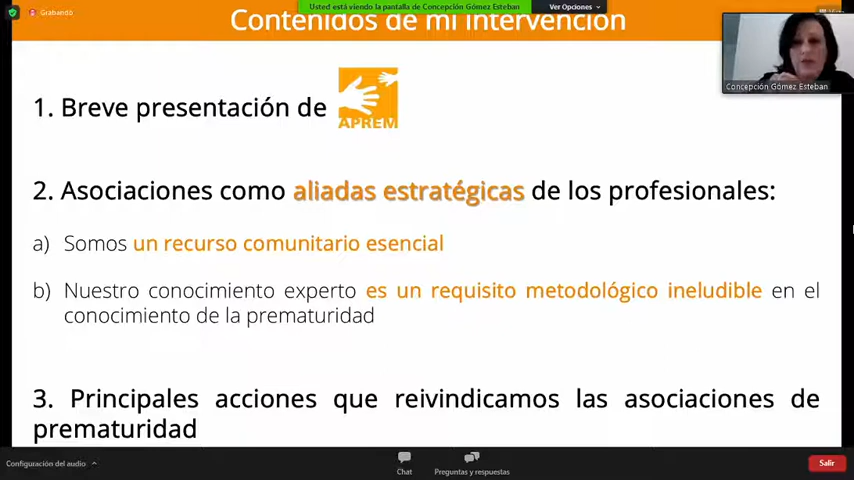 Grabando
Usted está viendo la pantalla de Concepción Gómez Esteban
Ver Opciones
Contenidos de mi intervención
Concepción Gómez Esteban
1. Breve presentación de
APREM
2. Asociaciones como aliadas estratégicas de los profesionales:
a) Somos un recurso comunitario esencial
b) Nuestro conocimiento experto es un requisito metodológico ineludible en el
conocimiento de la prematuridad
3. Principales acciones que reivindicamos las asociaciones de
prematuridad
Configuración del audio
Chat
Preguntas y respuestas
Salir